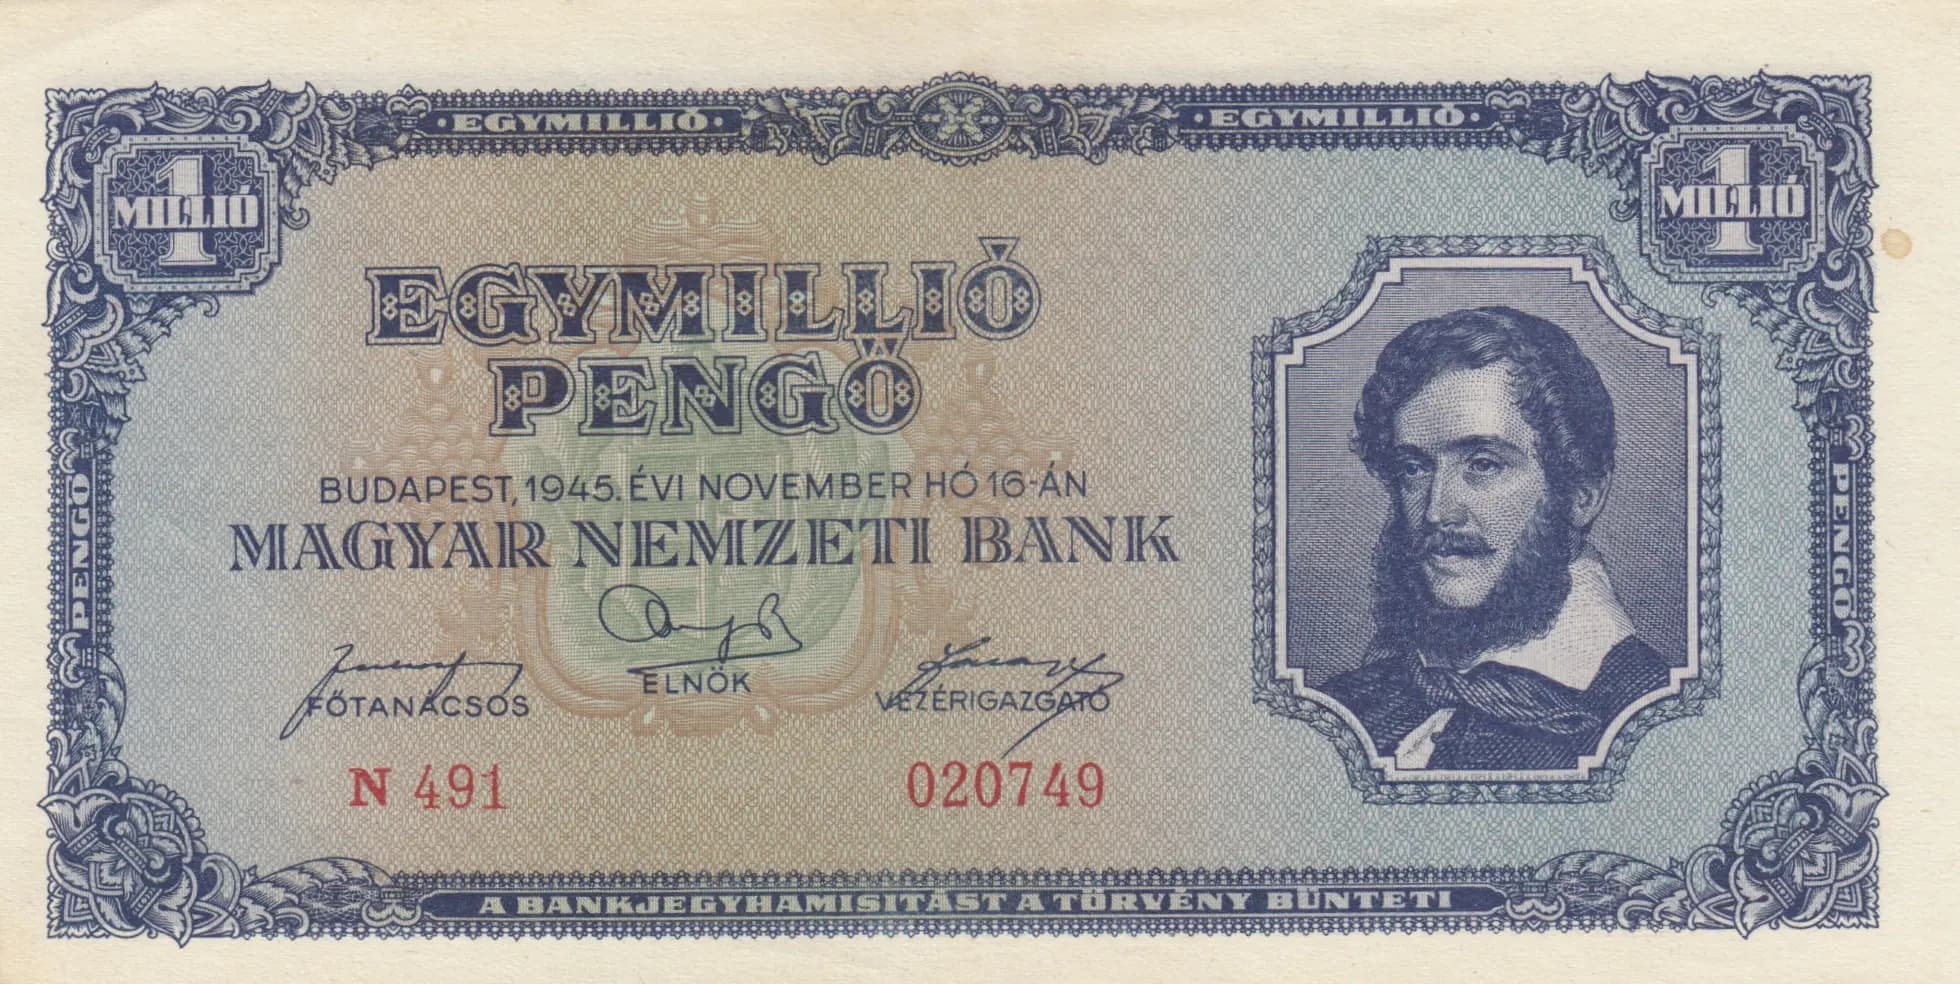 · EGYMILLIÓ ·
· EGYMILLIÓ ·
1
MILLIÓ
1
MILLIÓ
EGYMILLIÓ
PENGŐ
BUDAPEST, 1945. ÉVI NOVEMBER HÓ 16-ÁN
MAGYAR NEMZETI BANK
FŐTANÁCSOS
ELNÖK
VEZÉRIGAZGATÓ
N 491
020749
PENGŐ
PENGŐ
A BANKJEGYHAMISITÁST A TÖRVÉNY BÜNTETI